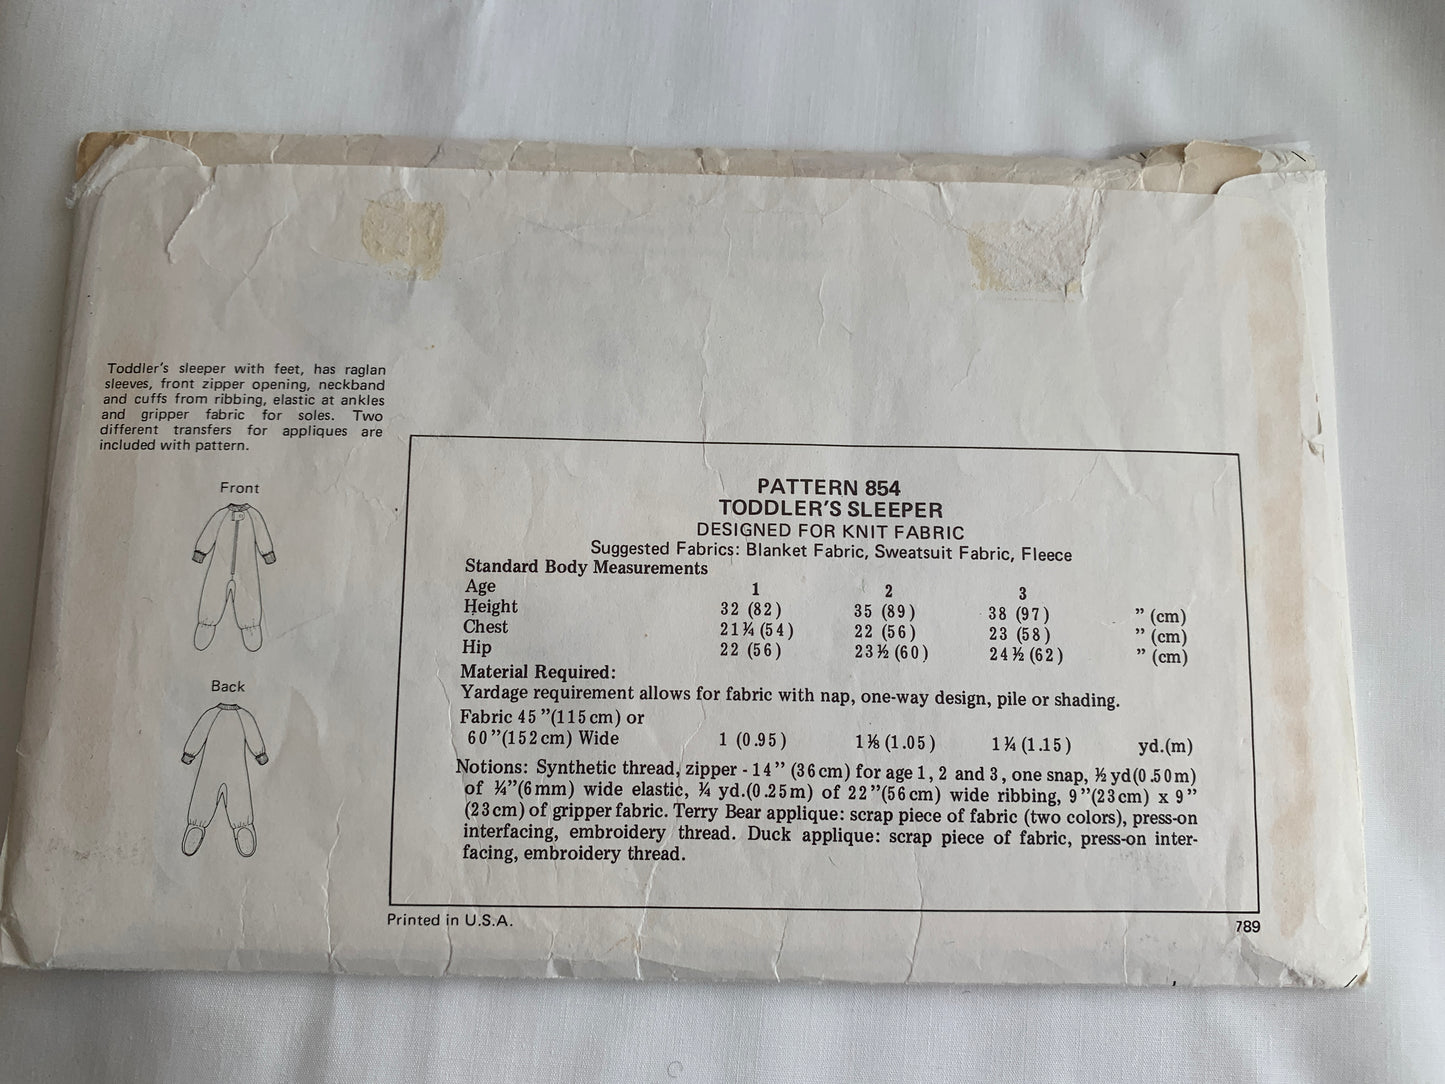 Toddler's sleeper with feet, has raglan
sleeves, front zipper opening, neckband
and cuffs from ribbing, elastic at ankles
and gripper fabric for soles. Two
different transfers for appliques are
included with pattern.
Front
Back
PATTERN 854
TODDLER'S SLEEPER
DESIGNED FOR KNIT FABRIC
Suggested Fabrics: Blanket Fabric, Sweatsuit Fabric, Fleece
Standard Body Measurements
Age 1 2 3
Height 32 (82) 35 (89) 38 (97) ” (cm)
Chest 21¼ (54) 22 (56) 23 (58) ” (cm)
Hip 22 (56) 23½ (60) 24½ (62) ” (cm)
Material Required:
Yardage requirement allows for fabric with nap, one-way design, pile or shading.
Fabric 45”(115cm) or
60”(152cm) Wide 1 (0.95) 1⅛ (1.05) 1¼ (1.15) yd.(m)
Notions: Synthetic thread, zipper - 14” (36cm) for age 1, 2 and 3, one snap, ½ yd(0.50m)
of ¼”(6mm) wide elastic, ¼ yd.(0.25m) of 22”(56cm) wide ribbing, 9”(23cm) x 9”
(23cm) of gripper fabric. Terry Bear applique: scrap piece of fabric (two colors), press-on
interfacing, embroidery thread. Duck applique: scrap piece of fabric, press-on inter-
facing, embroidery thread.
Printed in U.S.A.
789